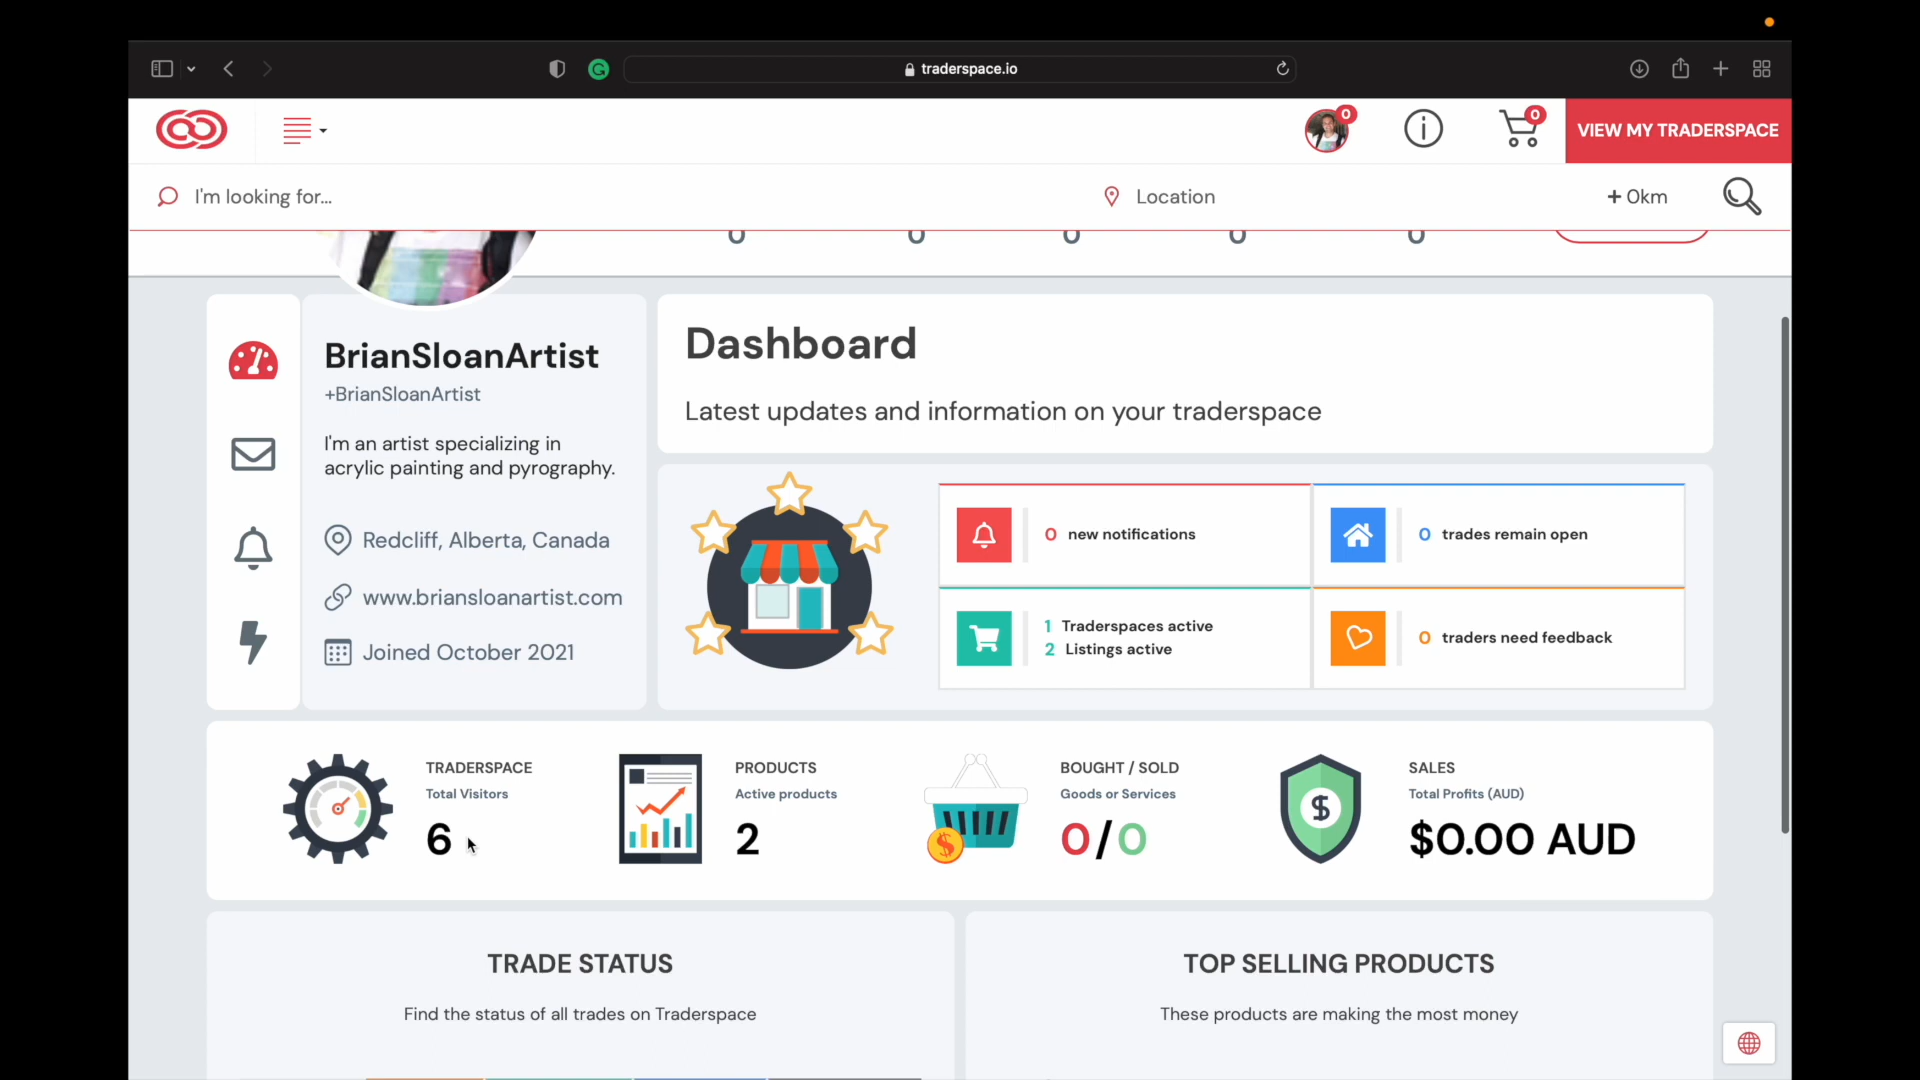 traderspace.io
0
0
VIEW MY TRADERSPACE
I'm looking for...
Location
+ 0km
BrianSloanArtist
+BrianSloanArtist
I'm an artist specializing in
acrylic painting and pyrography.
Redcliff, Alberta, Canada
www.briansloanartist.com
Joined October 2021
Dashboard
Latest updates and information on your traderspace
0 new notifications
0 trades remain open
1 Traderspaces active
2 Listings active
0 traders need feedback
TRADERSPACE
Total Visitors
6
PRODUCTS
Active products
2
BOUGHT / SOLD
Goods or Services
0/0
SALES
Total Profits (AUD)
$0.00 AUD
TRADE STATUS
Find the status of all trades on Traderspace
TOP SELLING PRODUCTS
These products are making the most money